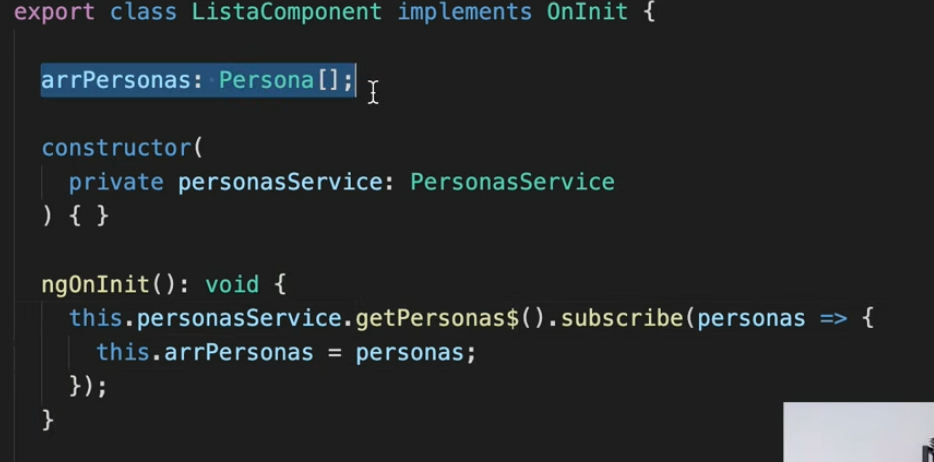 export class ListaComponent implements OnInit {
arrPersonas: Persona[];
constructor(
private personasService: PersonasService
) { }
ngOnInit(): void {
this.personasService.getPersonas$().subscribe(personas => {
this.arrPersonas = personas;
});
}